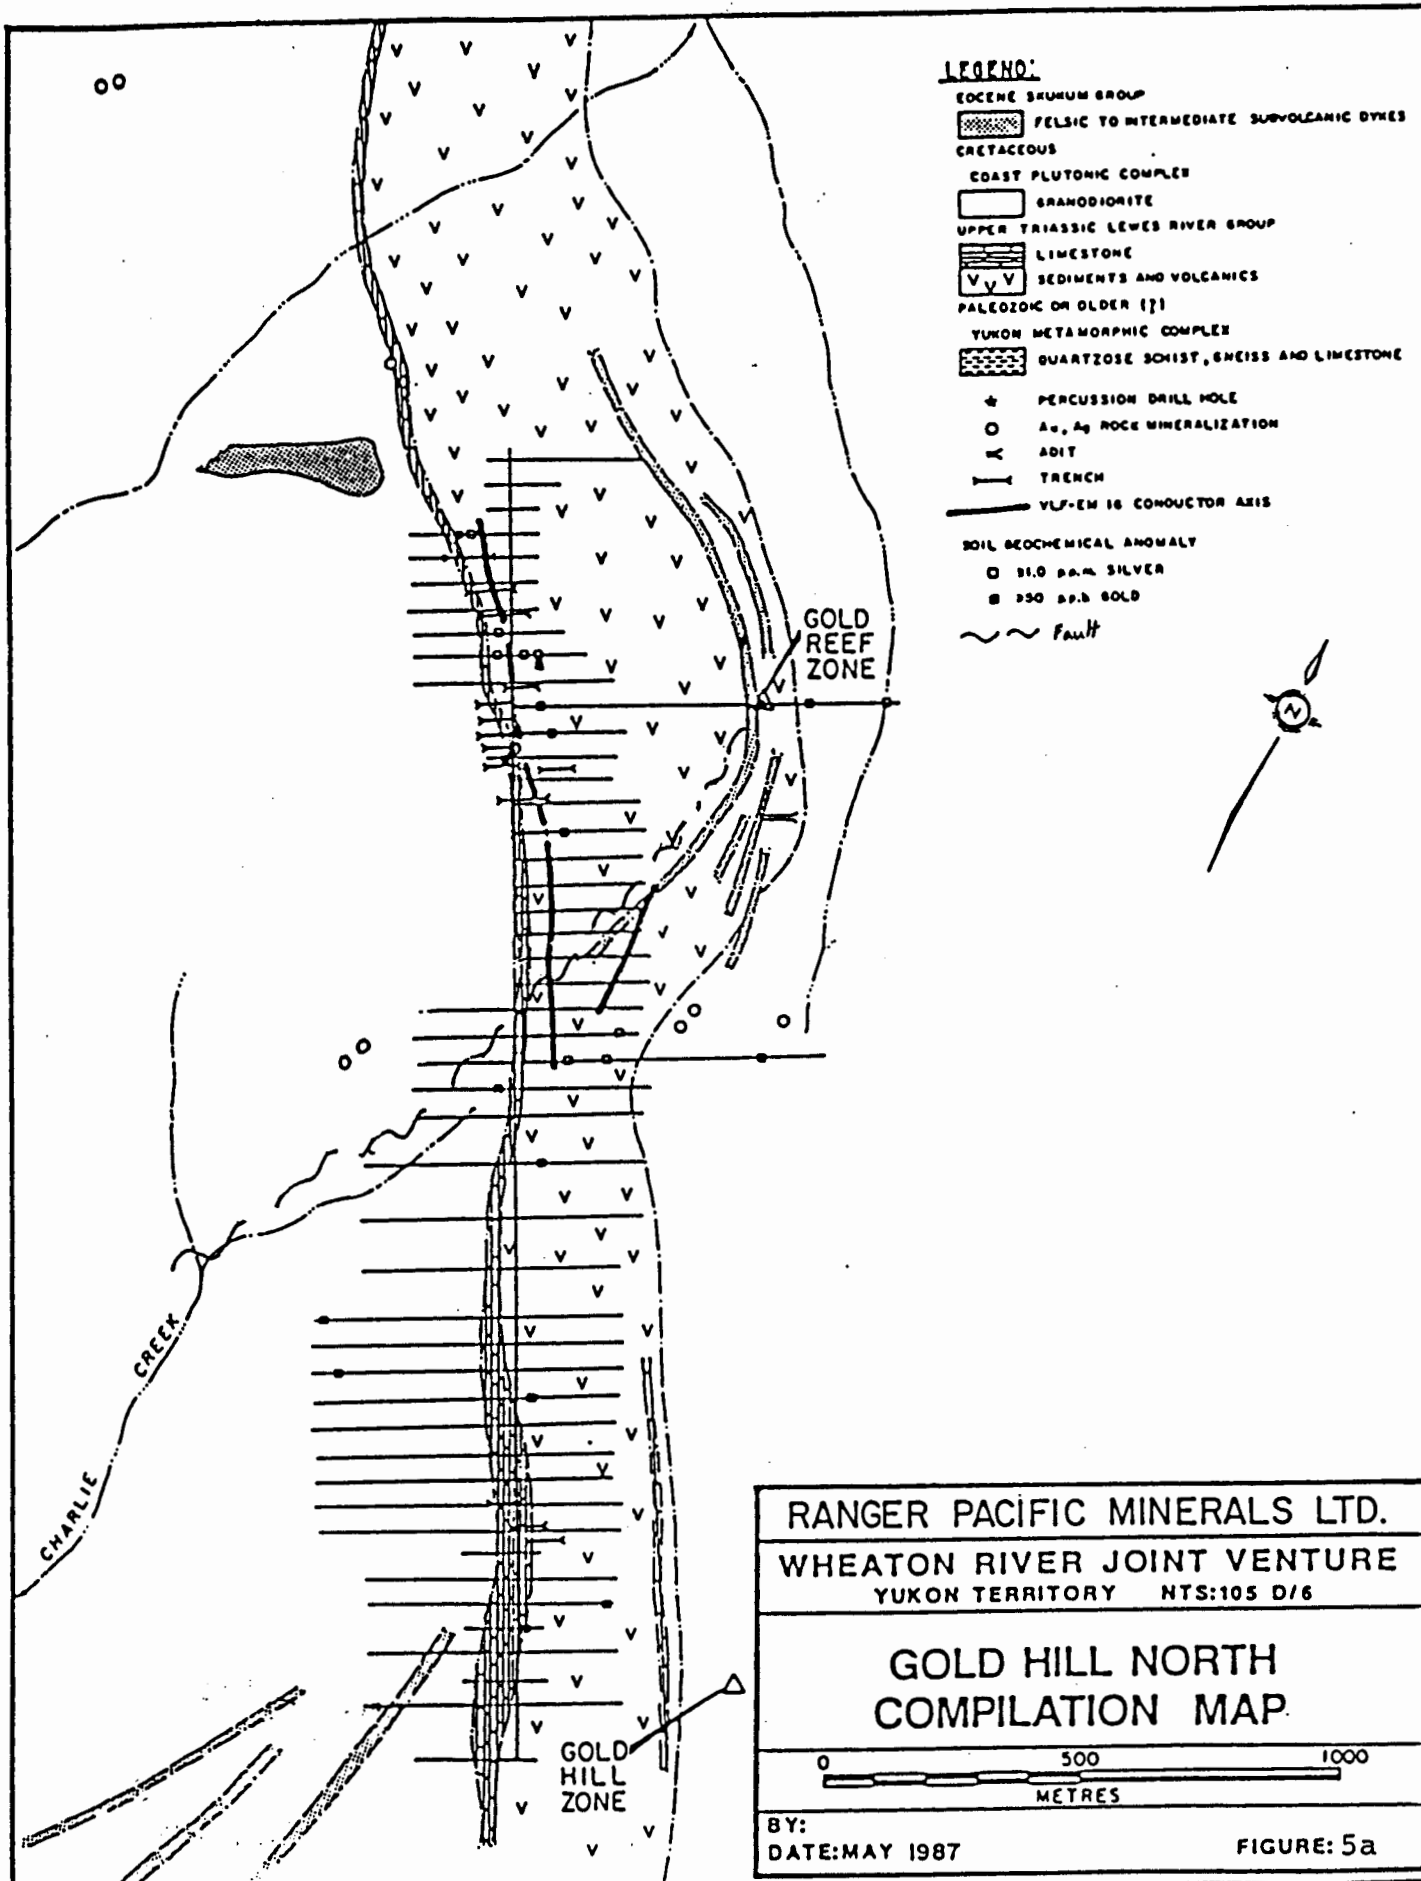 LEGEND:
EOCENE SKUKUM GROUP
FELSIC TO INTERMEDIATE SUBVOLCANIC DYKES
CRETACEOUS
COAST PLUTONIC COMPLEX
GRANODIORITE
UPPER TRIASSIC LEWES RIVER GROUP
LIMESTONE
SEDIMENTS AND VOLCANICS
PALEOZOIC OR OLDER (?)
YUKON METAMORPHIC COMPLEX
QUARTZOSE SCHIST, GNEISS AND LIMESTONE
PERCUSSION DRILL HOLE
Au, Ag ROCK MINERALIZATION
ADIT
TRENCH
VLF-EM 16 CONDUCTOR AXIS
SOIL GEOCHEMICAL ANOMALY
p.p.m. SILVER
p.p.b GOLD
Fault
GOLD
REEF
ZONE
N
CHARLIE CREEK
GOLD
HILL
ZONE
RANGER PACIFIC MINERALS LTD.
WHEATON RIVER JOINT VENTURE
YUKON TERRITORY NTS:105 D/6
GOLD HILL NORTH
COMPILATION MAP
0 500 1000
METRES
BY:
DATE:MAY 1987
FIGURE: 5a